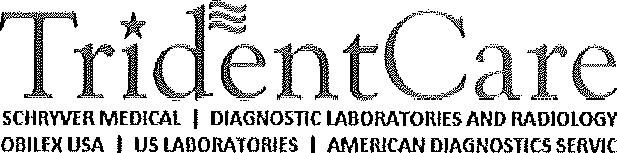 TridentCare
SCHRYVER MEDICAL | DIAGNOSTIC LABORATORIES AND RADIOLOGY
OBILEX USA | US LABORATORIES | AMERICAN DIAGNOSTICS SERVIC